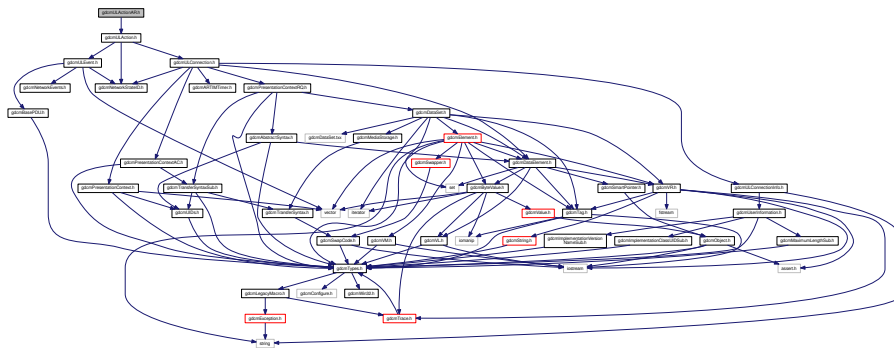 gdcmULActionAR.h
gdcmULAction.h
gdcmULEvent.h
gdcmULConnection.h
gdcmNetworkEvents.h
gdcmNetworkStateID.h
gdcmARTIMTimer.h
gdcmPresentationContextRQ.h
gdcmBasePDU.h
gdcmDataSet.h
gdcmAbstractSyntax.h
gdcmDataSet.txx
gdcmMediaStorage.h
gdcmElement.h
gdcmPresentationContextAC.h
gdcmSwapper.h
gdcmDataElement.h
gdcmPresentationContext.h
gdcmTransferSyntaxSub.h
set
gdcmByteValue.h
gdcmSmartPointer.h
gdcmVR.h
gdcmULConnectionInfo.h
gdcmUIDs.h
gdcmTransferSyntax.h
vector
iterator
gdcmValue.h
gdcmTag.h
fstream
gdcmUserInformation.h
gdcmSwapCode.h
gdcmVM.h
gdcmVL.h
iomanip
gdcmString.h
gdcmImplementationVersion
NameSub.h
gdcmImplementationClassUIDSub.h
gdcmObject.h
gdcmMaximumLengthSub.h
gdcmTypes.h
iostream
assert.h
gdcmLegacyMacro.h
gdcmConfigure.h
gdcmWin32.h
gdcmException.h
gdcmTrace.h
string